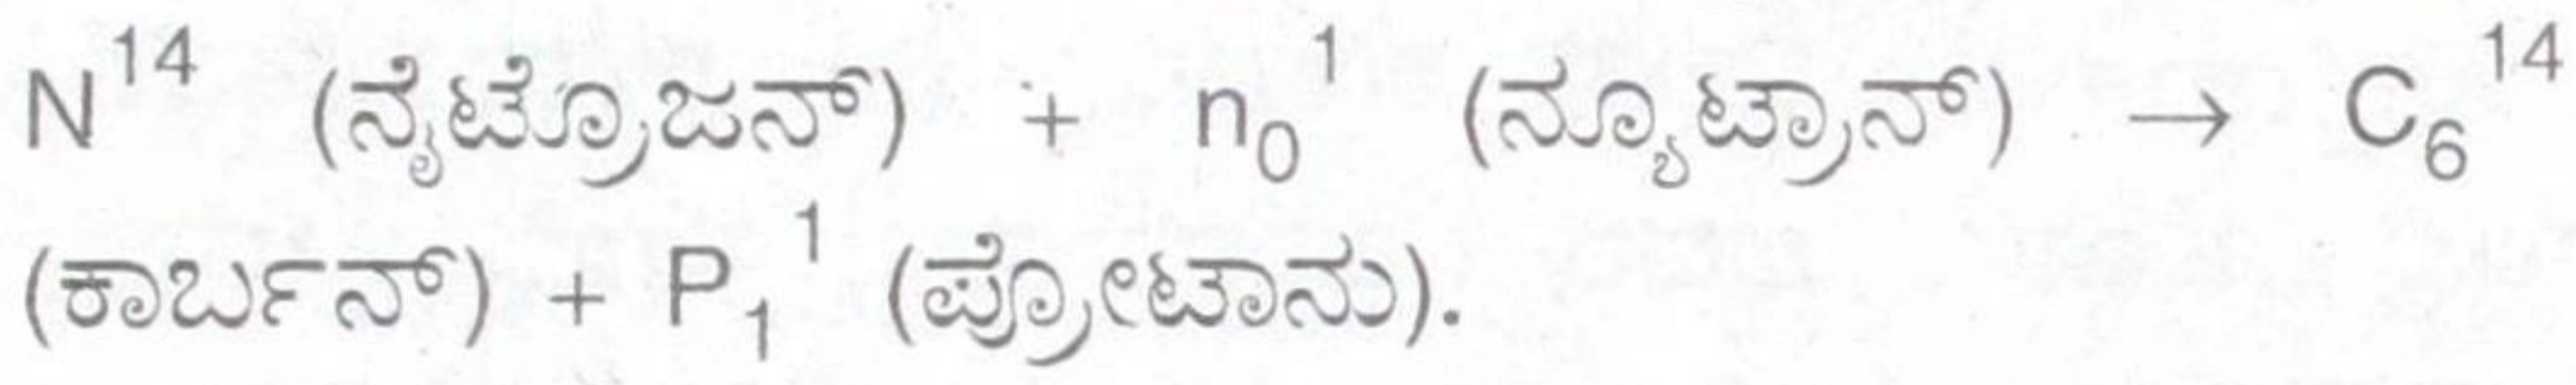 N¹⁴ (ನೈಟ್ರೊಜನ್) + n₀¹ (ನ್ಯೂಟ್ರಾನ್) → C₆¹⁴
(ಕಾರ್ಬನ್) + P₁¹ (ಪ್ರೋಟಾನು).